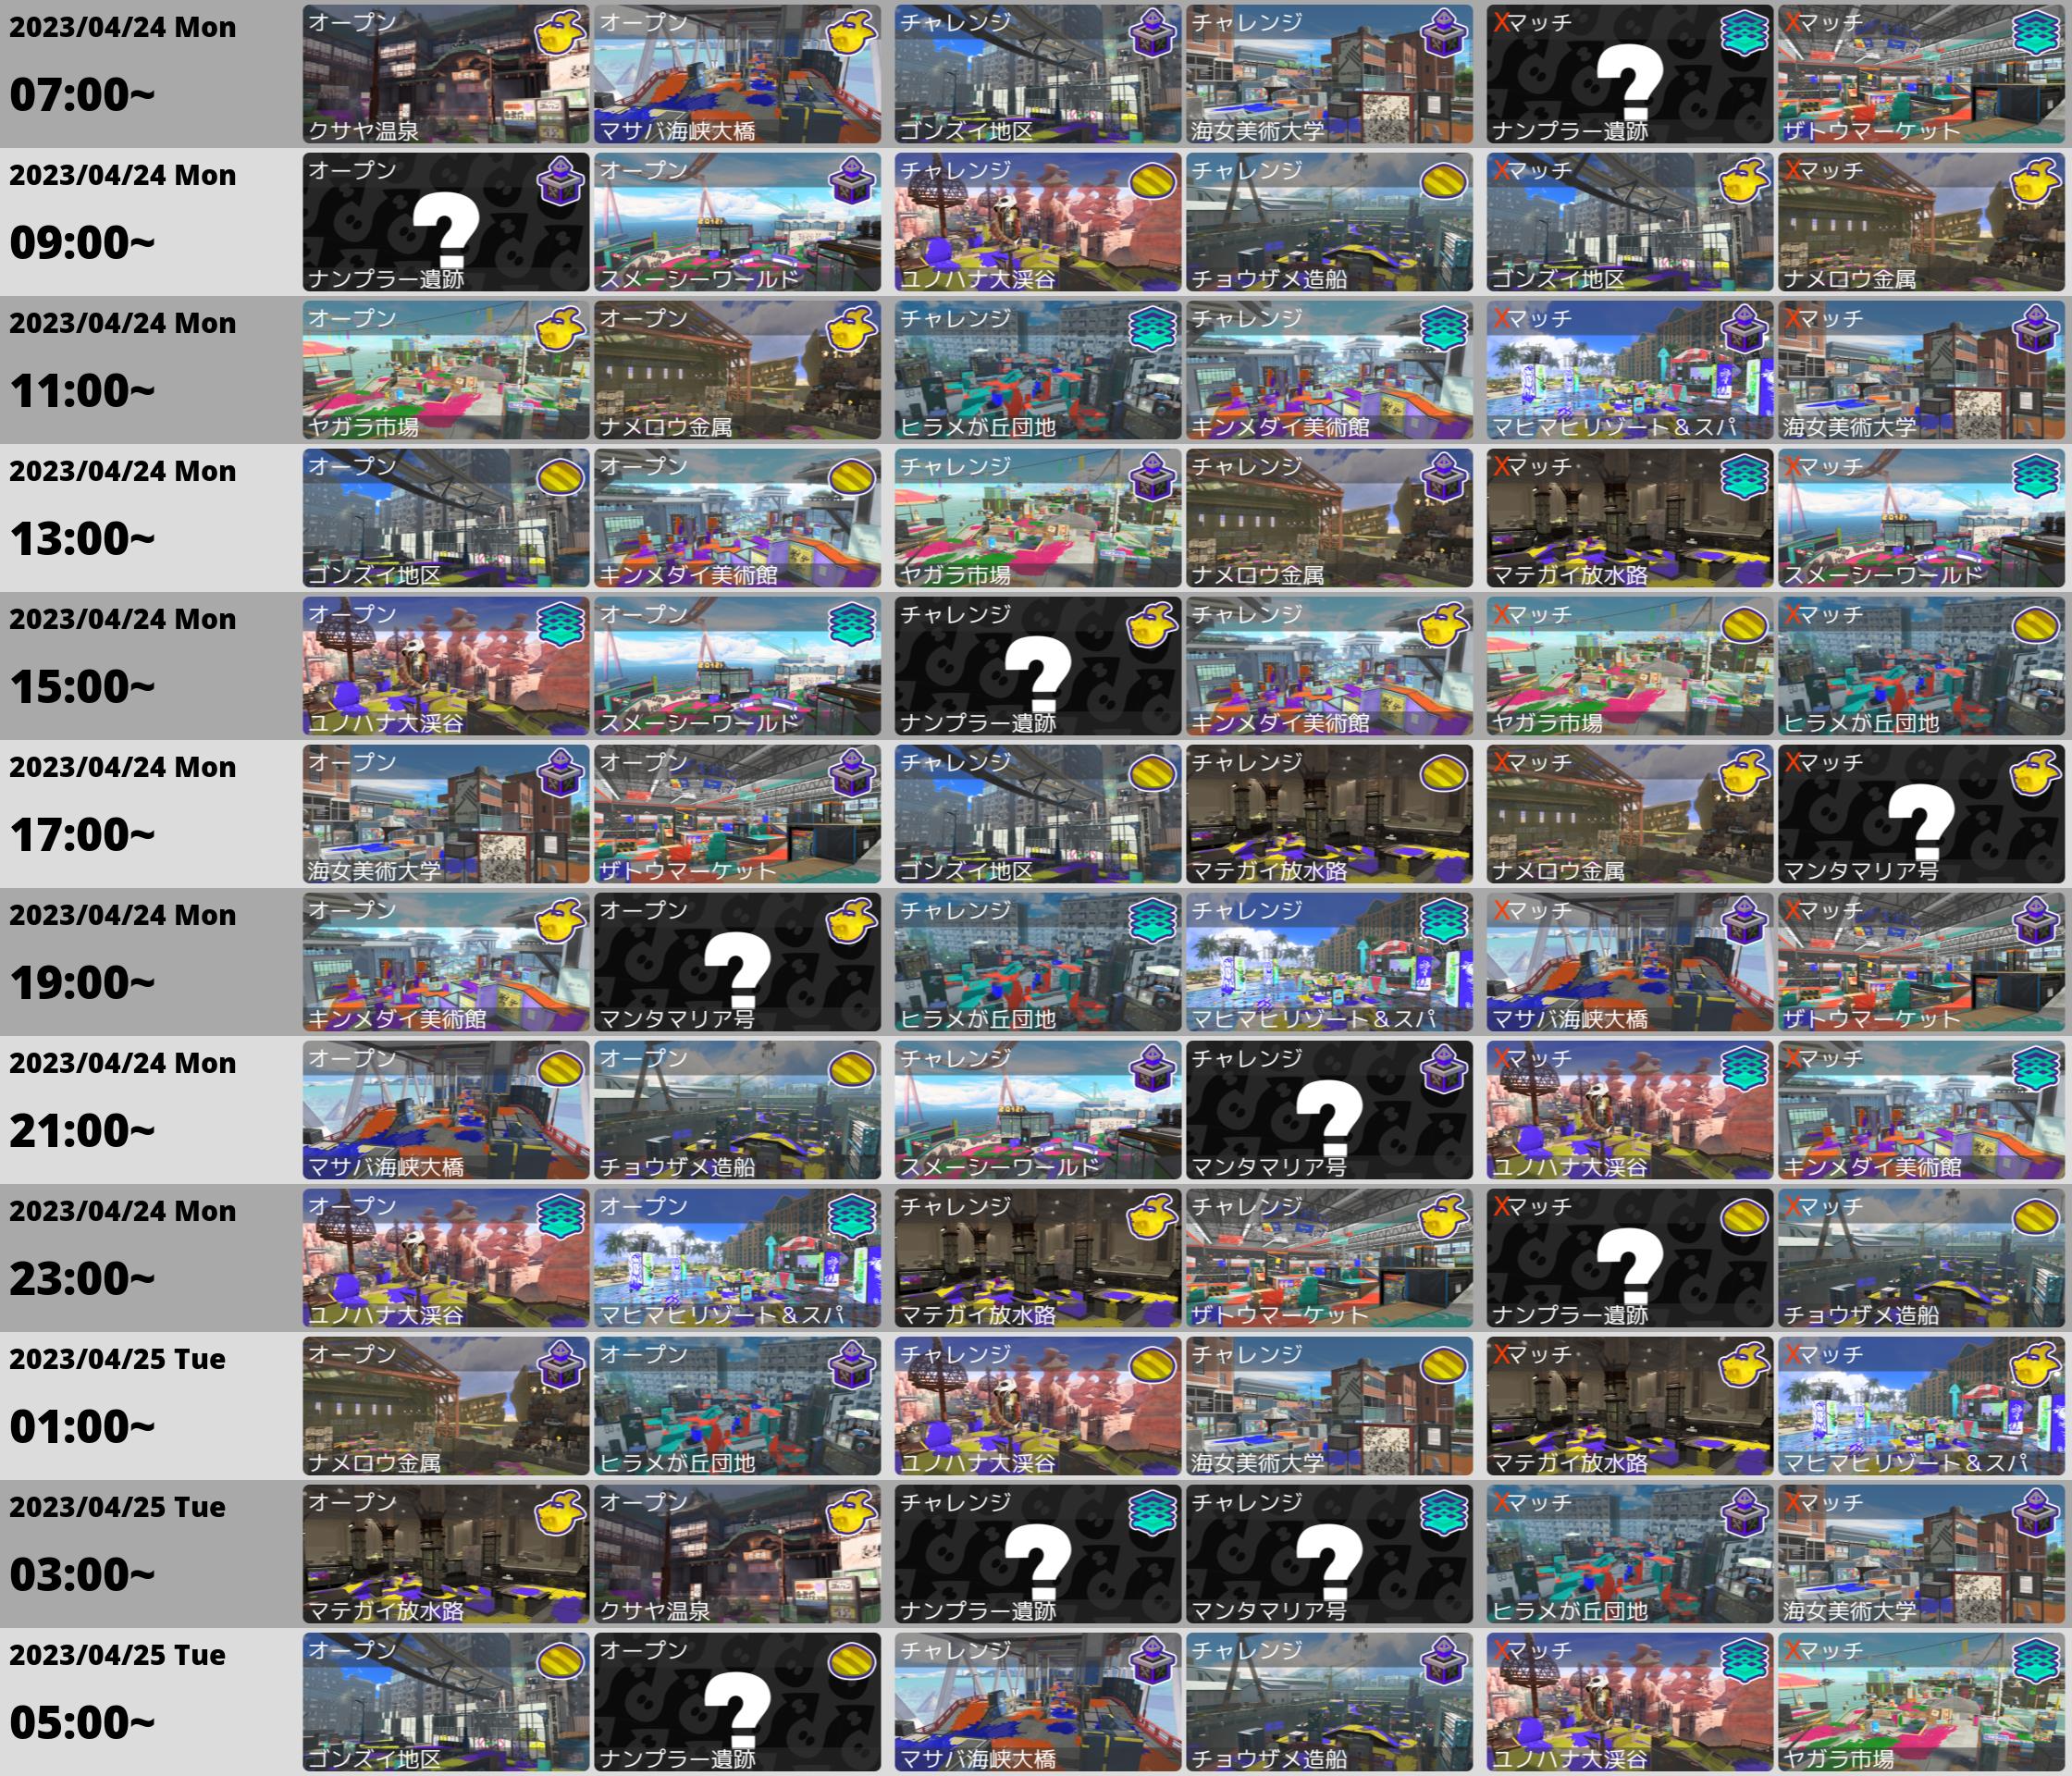 2023/04/24 Mon
07:00~
オープン オープン チャレンジ チャレンジ Xマッチ Xマッチ
クサヤ温泉 マサバ海峡大橋 ゴンズイ地区 海女美術大学 ナンプラー遺跡 ザトウマーケット
2023/04/24 Mon
09:00~
オープン オープン チャレンジ チャレンジ Xマッチ Xマッチ
ナンプラー遺跡 スメーシーワールド ユノハナ大渓谷 チョウザメ造船 ゴンズイ地区 ナメロウ金属
2023/04/24 Mon
11:00~
オープン オープン チャレンジ チャレンジ Xマッチ Xマッチ
ヤガラ市場 ナメロウ金属 ヒラメが丘団地 キンメダイ美術館 マヒマヒリゾート＆スパ 海女美術大学
2023/04/24 Mon
13:00~
オープン オープン チャレンジ チャレンジ Xマッチ Xマッチ
ゴンズイ地区 キンメダイ美術館 ヤガラ市場 ナメロウ金属 マテガイ放水路 スメーシーワールド
2023/04/24 Mon
15:00~
オープン オープン チャレンジ チャレンジ Xマッチ Xマッチ
ユノハナ大渓谷 スメーシーワールド ナンプラー遺跡 キンメダイ美術館 ヤガラ市場 ヒラメが丘団地
2023/04/24 Mon
17:00~
オープン オープン チャレンジ チャレンジ Xマッチ Xマッチ
海女美術大学 ザトウマーケット ゴンズイ地区 マテガイ放水路 ナメロウ金属 マンタマリア号
2023/04/24 Mon
19:00~
オープン オープン チャレンジ チャレンジ Xマッチ Xマッチ
キンメダイ美術館 マンタマリア号 ヒラメが丘団地 マヒマヒリゾート＆スパ マサバ海峡大橋 ザトウマーケット
2023/04/24 Mon
21:00~
オープン オープン チャレンジ チャレンジ Xマッチ Xマッチ
マサバ海峡大橋 チョウザメ造船 スメーシーワールド マンタマリア号 ユノハナ大渓谷 キンメダイ美術館
2023/04/24 Mon
23:00~
オープン オープン チャレンジ チャレンジ Xマッチ Xマッチ
ユノハナ大渓谷 マヒマヒリゾート＆スパ マテガイ放水路 ザトウマーケット ナンプラー遺跡 チョウザメ造船
2023/04/25 Tue
01:00~
オープン オープン チャレンジ チャレンジ Xマッチ Xマッチ
ナメロウ金属 ヒラメが丘団地 ユノハナ大渓谷 海女美術大学 マテガイ放水路 マヒマヒリゾート＆スパ
2023/04/25 Tue
03:00~
オープン オープン チャレンジ チャレンジ Xマッチ Xマッチ
マテガイ放水路 クサヤ温泉 ナンプラー遺跡 マンタマリア号 ヒラメが丘団地 海女美術大学
2023/04/25 Tue
05:00~
オープン オープン チャレンジ チャレンジ Xマッチ Xマッチ
ゴンズイ地区 ナンプラー遺跡 マサバ海峡大橋 チョウザメ造船 ユノハナ大渓谷 ヤガラ市場